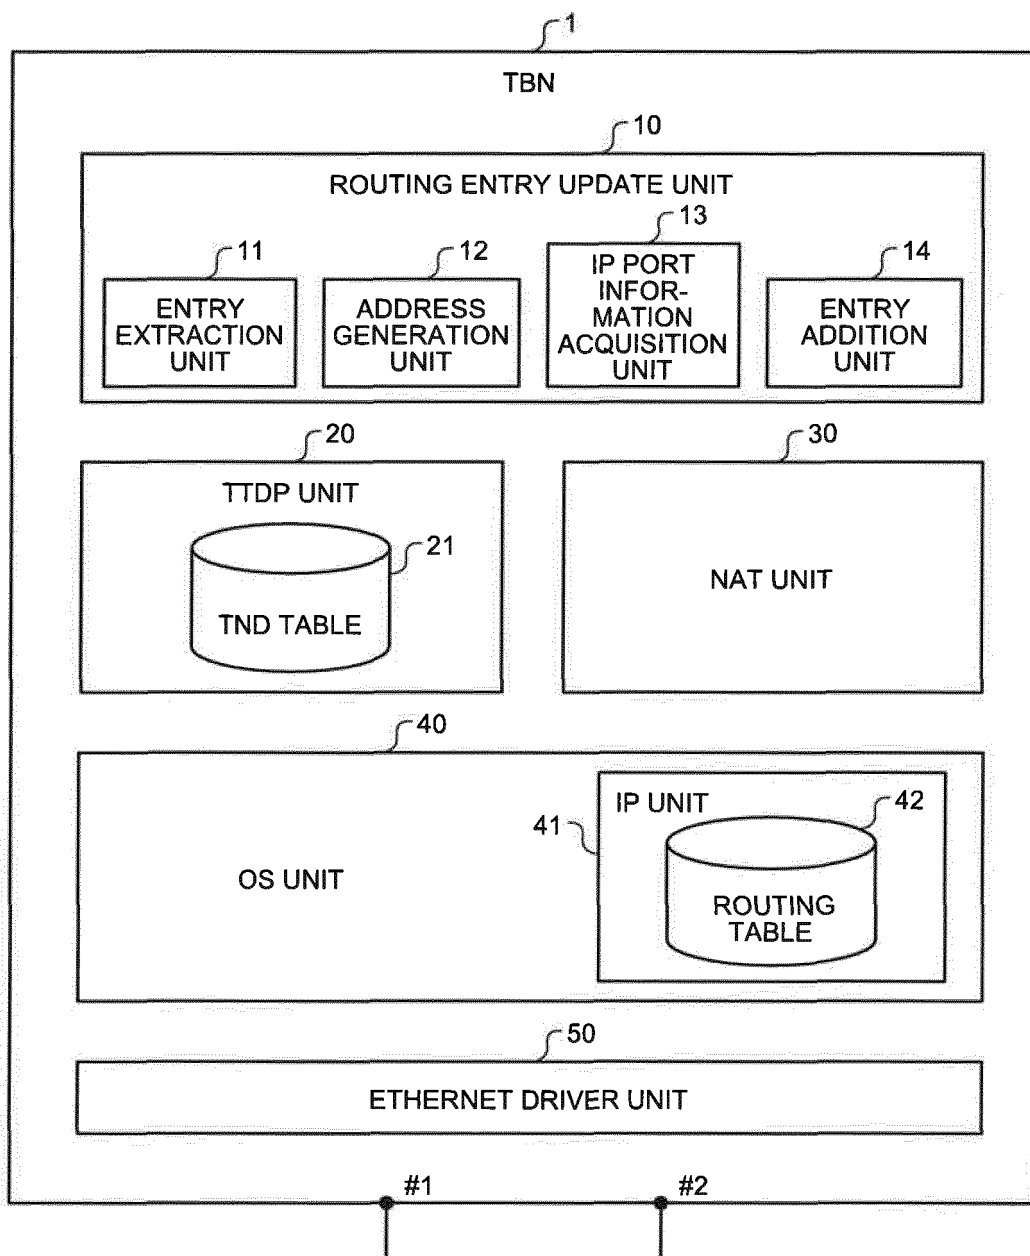 1
TBN
10
ROUTING ENTRY UPDATE UNIT
11
ENTRY
EXTRACTION
UNIT
12
ADDRESS
GENERATION
UNIT
13
IP PORT
INFOR-
MATION
ACQUISITION
UNIT
14
ENTRY
ADDITION
UNIT
20
TTDP UNIT
21
TND TABLE
30
NAT UNIT
40
OS UNIT
41
IP UNIT
42
ROUTING
TABLE
50
ETHERNET DRIVER UNIT
#1
#2